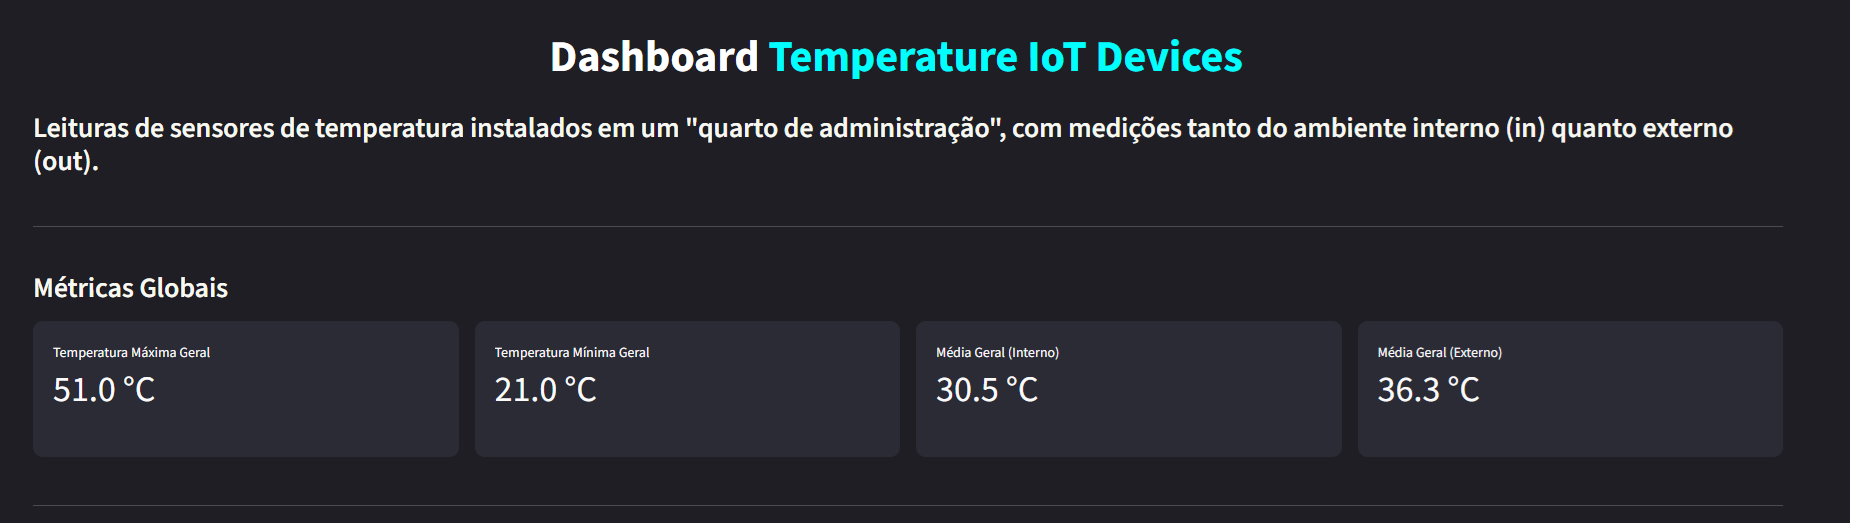 Dashboard Temperature IoT Devices
Leituras de sensores de temperatura instalados em um "quarto de administração", com medições tanto do ambiente interno (in) quanto externo
(out).
Métricas Globais
Temperatura Máxima Geral
51.0 °C
Temperatura Mínima Geral
21.0 °C
Média Geral (Interno)
30.5 °C
Média Geral (Externo)
36.3 °C